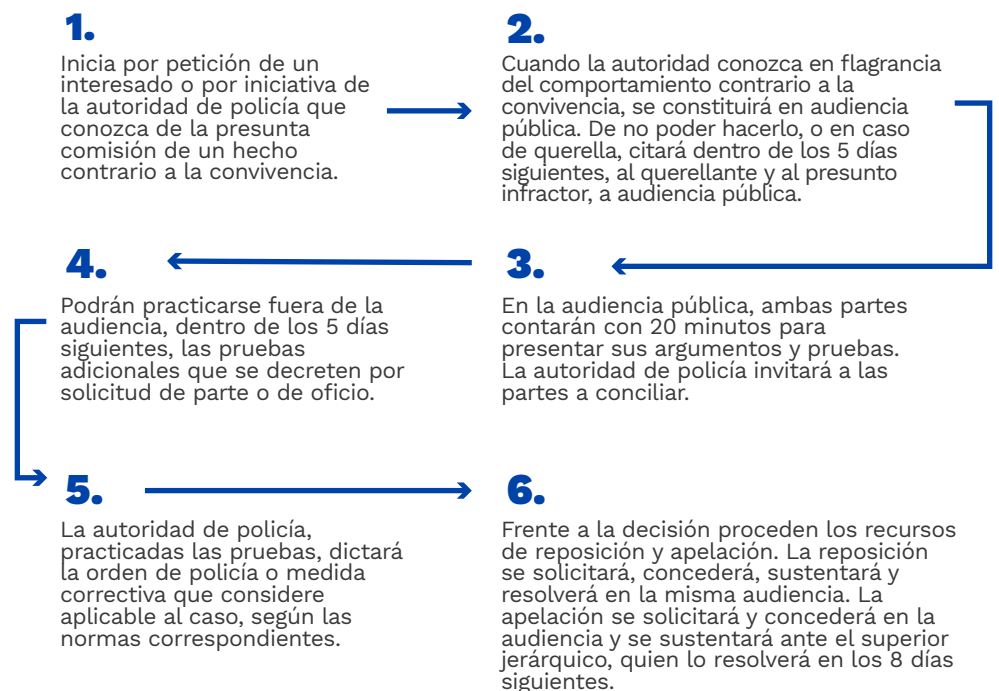 1.
Inicia por petición de un
interesado o por iniciativa de
la autoridad de policía que
conozca de la presunta
comisión de un hecho
contrario a la convivencia.
2.
Cuando la autoridad conozca en flagrancia
del comportamiento contrario a la
convivencia, se constituirá en audiencia
pública. De no poder hacerlo, o en caso
de querella, citará dentro de los 5 días
siguientes, al querellante y al presunto
infractor, a audiencia pública.
3.
En la audiencia pública, ambas partes
contarán con 20 minutos para
presentar sus argumentos y pruebas.
La autoridad de policía invitará a las
partes a conciliar.
4.
Podrán practicarse fuera de la
audiencia, dentro de los 5 días
siguientes, las pruebas
adicionales que se decreten por
solicitud de parte o de oficio.
5.
La autoridad de policía,
practicadas las pruebas, dictará
la orden de policía o medida
correctiva que considere
aplicable al caso, según las
normas correspondientes.
6.
Frente a la decisión proceden los recursos
de reposición y apelación. La reposición
se solicitará, concederá, sustentará y
resolverá en la misma audiencia. La
apelación se solicitará y concederá en la
audiencia y se sustentará ante el superior
jerárquico, quien lo resolverá en los 8 días
siguientes.